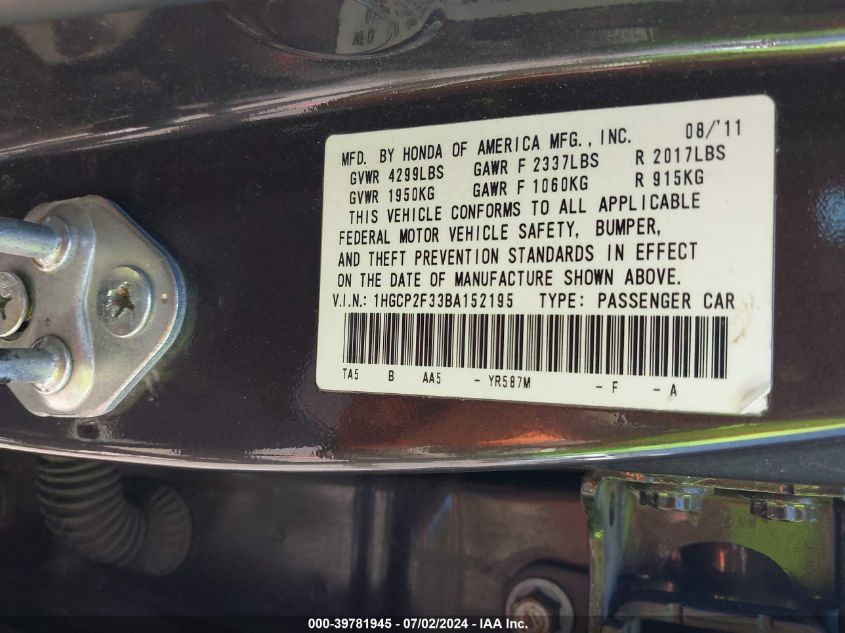 MFD. BY HONDA OF AMERICA MFG., INC. 08/'11
GVWR 4299LBS GAWR F 2337LBS R 2017LBS
GVWR 1950KG GAWR F 1060KG R 915KG
THIS VEHICLE CONFORMS TO ALL APPLICABLE
FEDERAL MOTOR VEHICLE SAFETY, BUMPER,
AND THEFT PREVENTION STANDARDS IN EFFECT
ON THE DATE OF MANUFACTURE SHOWN ABOVE.
V.I.N.: 1HGCP2F33BA152195 TYPE: PASSENGER CAR
TA5 B AA5 - YR587M - F - A
000-39781945 - 07/02/2024 - IAA Inc.